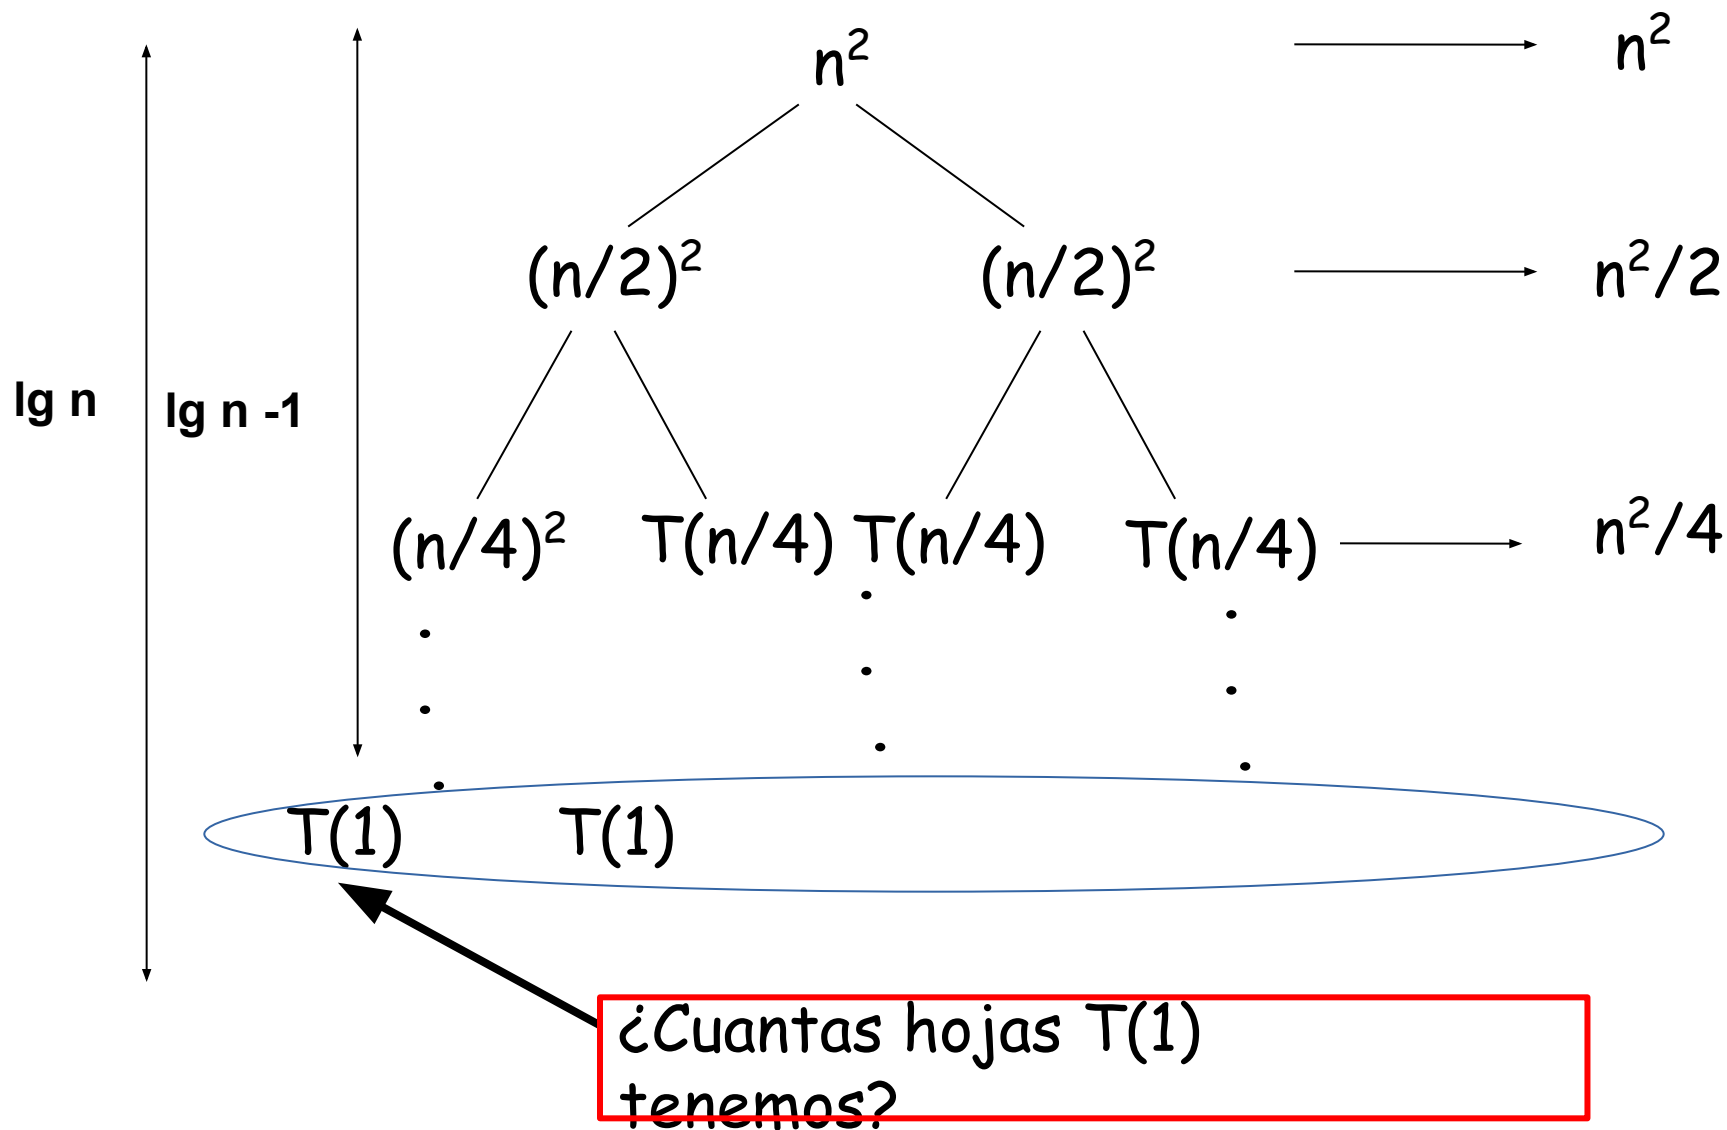 n²
n²
(n/2)²
(n/2)²
n²/2
lg n
lg n -1
(n/4)²
T(n/4)
T(n/4)
T(n/4)
n²/4
T(1)
T(1)
¿Cuantas hojas T(1)
tenemos?